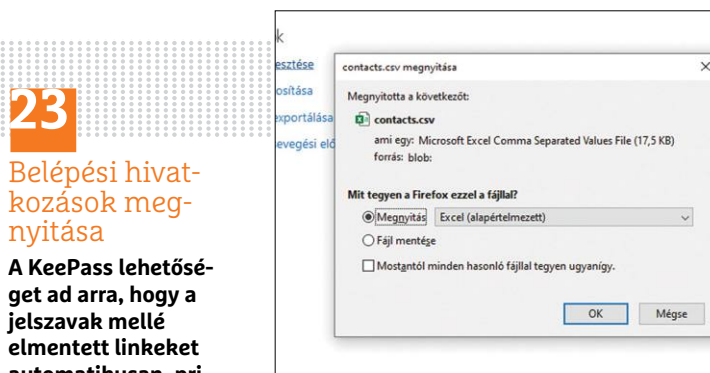 23
Belépési hivat-
kozások meg-
nyitása
A KeePass lehetősé-
get ad arra, hogy a
jelszavak mellé
elmentett linkeket
automatikusan, pri
k
esztése
osítása
exportálása
evegési elő
contacts.csv megnyitása
Megnyitotta a következőt:
contacts.csv
ami egy: Microsoft Excel Comma Separated Values File (17,5 KB)
forrás: blob:
Mit tegyen a Firefox ezzel a fájllal?
Megnyitás Excel (alapértelmezett)
Fájl mentése
Mostantól minden hasonló fájllal tegyen ugyanígy.
OK Mégse